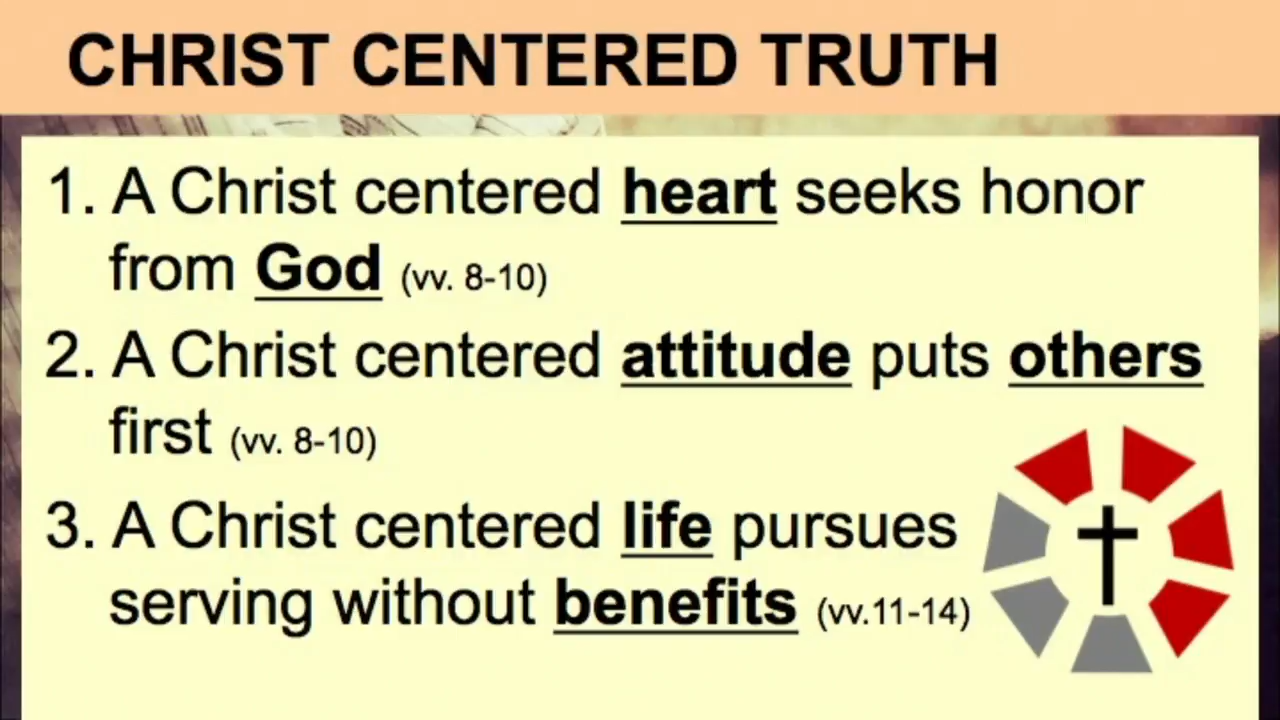 CHRIST CENTERED TRUTH
1. A Christ centered heart seeks honor
from God (vv. 8-10)
2. A Christ centered attitude puts others
first (vv. 8-10)
3. A Christ centered life pursues
serving without benefits (vv.11-14)